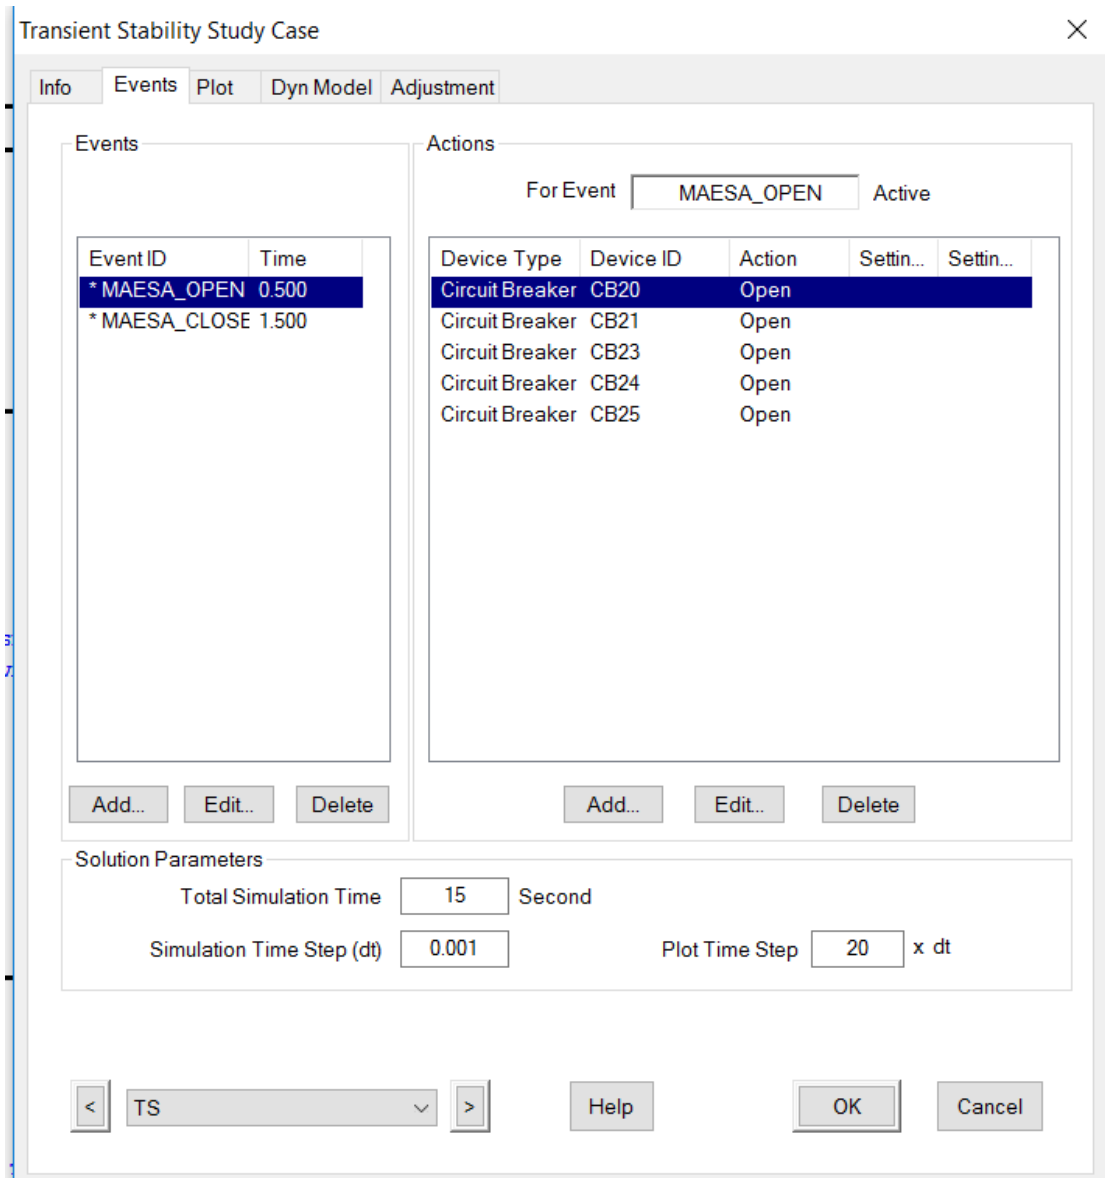 Transient Stability Study Case
Info Events Plot Dyn Model Adjustment
Events
Actions
For Event MAESA_OPEN Active
Event ID Time
* MAESA_OPEN 0.500
* MAESA_CLOSE 1.500
Device Type Device ID Action Settin... Settin...
Circuit Breaker CB20 Open
Circuit Breaker CB21 Open
Circuit Breaker CB23 Open
Circuit Breaker CB24 Open
Circuit Breaker CB25 Open
Add... Edit... Delete
Add... Edit... Delete
Solution Parameters
Total Simulation Time 15 Second
Simulation Time Step (dt) 0.001 Plot Time Step 20 x dt
< TS > Help OK Cancel